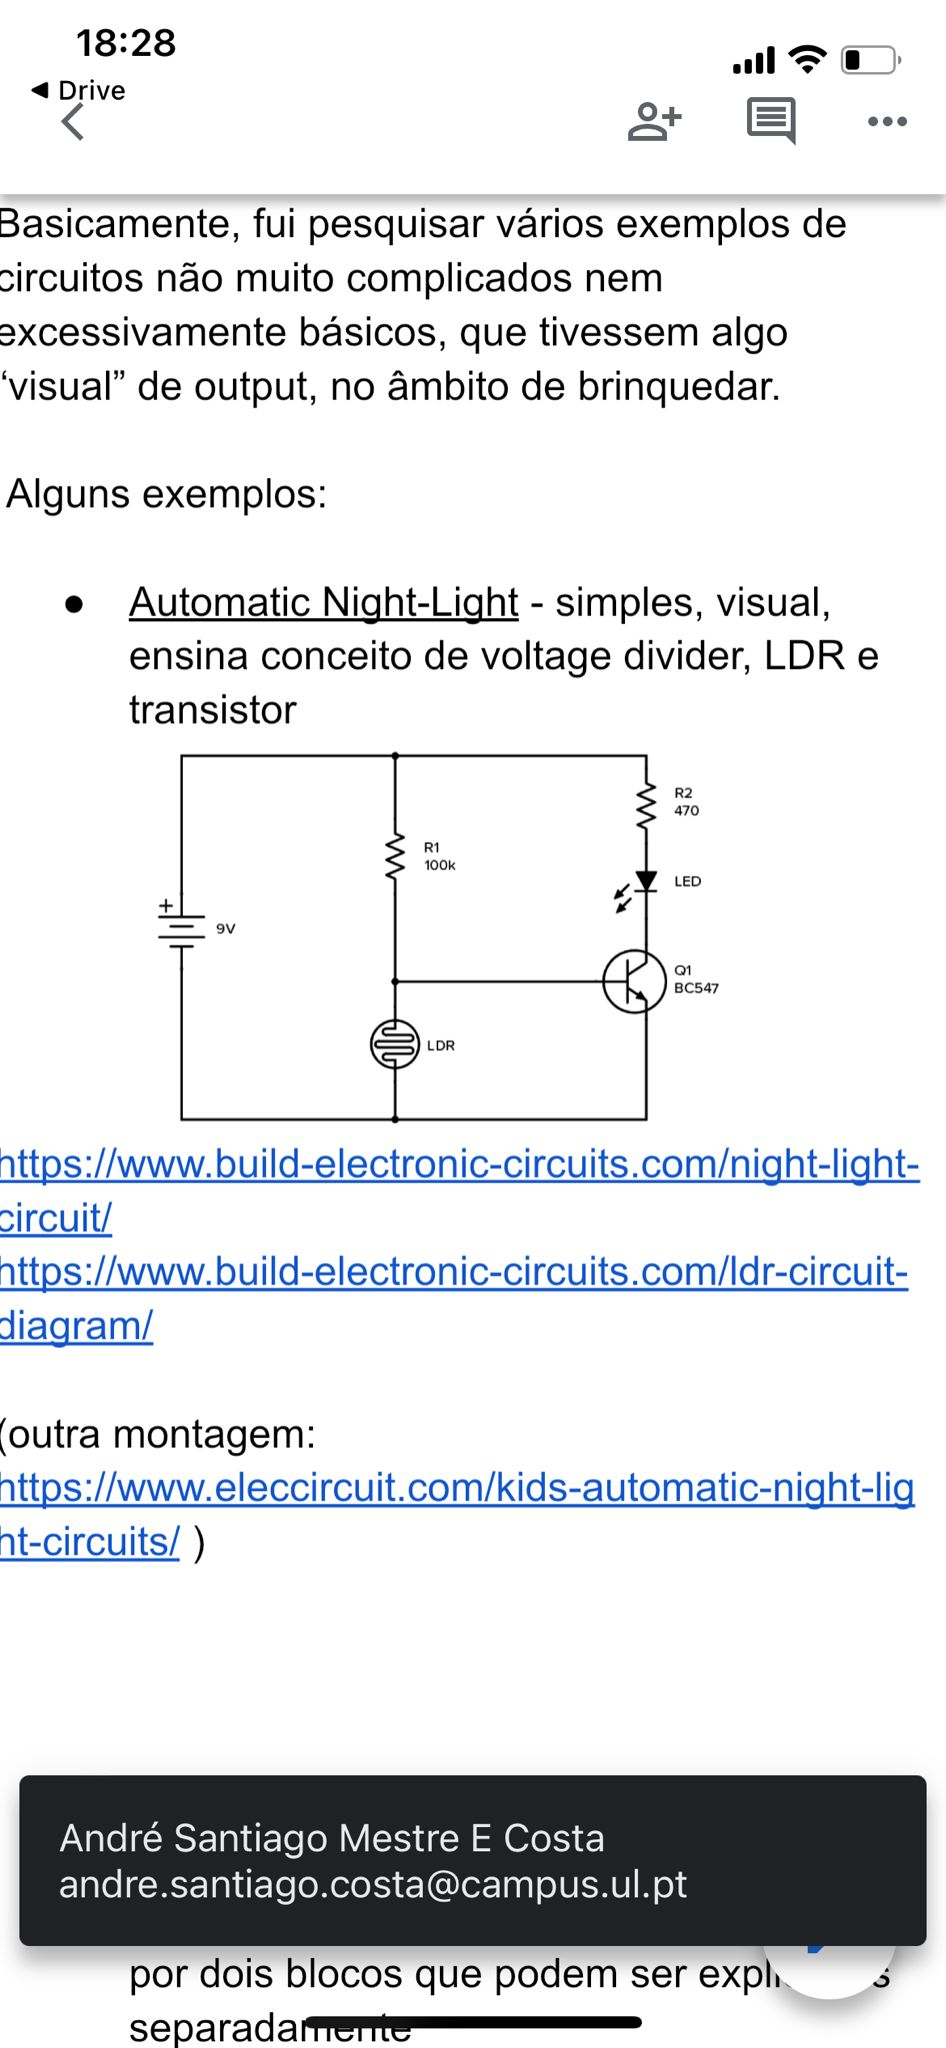 18:28
◀ Drive
Basicamente, fui pesquisar vários exemplos de
circuitos não muito complicados nem
excessivamente básicos, que tivessem algo
“visual” de output, no âmbito de brinquedar.
Alguns exemplos:
● Automatic Night-Light - simples, visual,
ensina conceito de voltage divider, LDR e
transistor
R2
470
R1
100k
LED
+
9V
Q1
BC547
LDR
https://www.build-electronic-circuits.com/night-light-
circuit/
https://www.build-electronic-circuits.com/ldr-circuit-
diagram/
(outra montagem:
https://www.eleccircuit.com/kids-automatic-night-lig
ht-circuits/ )
André Santiago Mestre E Costa
andre.santiago.costa@campus.ul.pt
por dois blocos que podem ser
separadamente